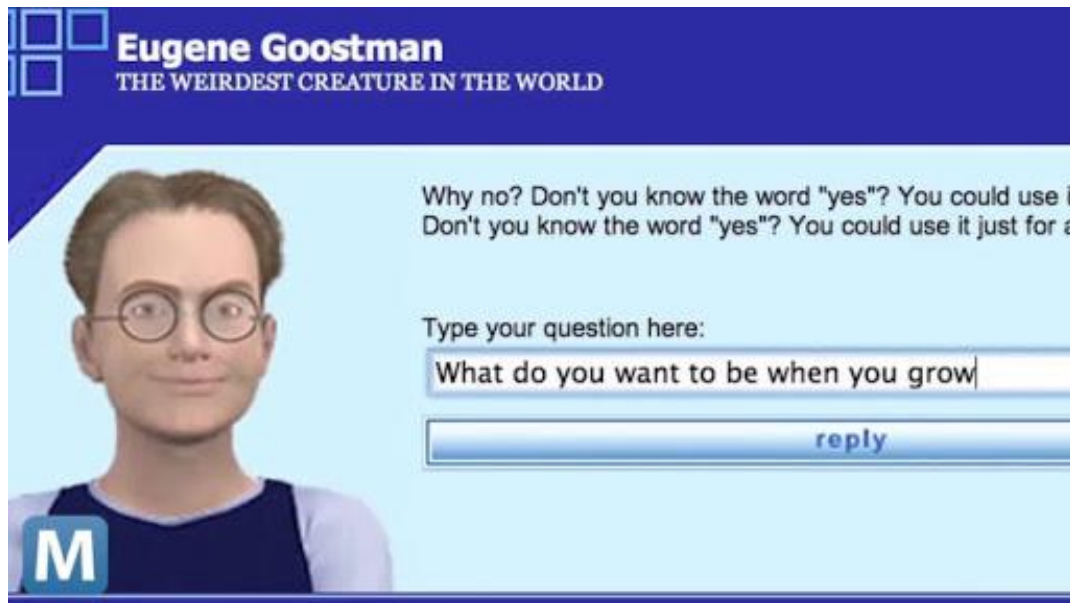 Eugene Goostman
THE WEIRDEST CREATURE IN THE WORLD
Why no? Don't you know the word "yes"? You could use
Don't you know the word "yes"? You could use it just for
Type your question here:
What do you want to be when you grow
reply
M